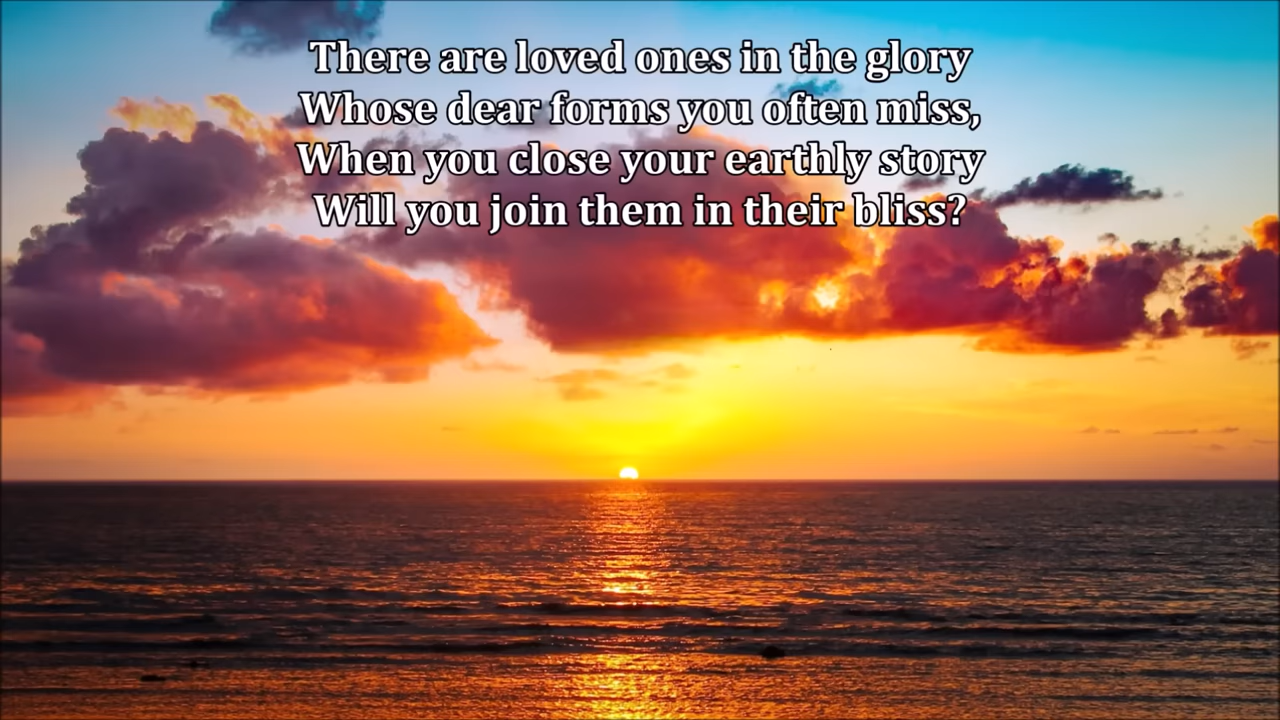 There are loved ones in the glory
Whose dear forms you often miss,
When you close your earthly story
Will you join them in their bliss?